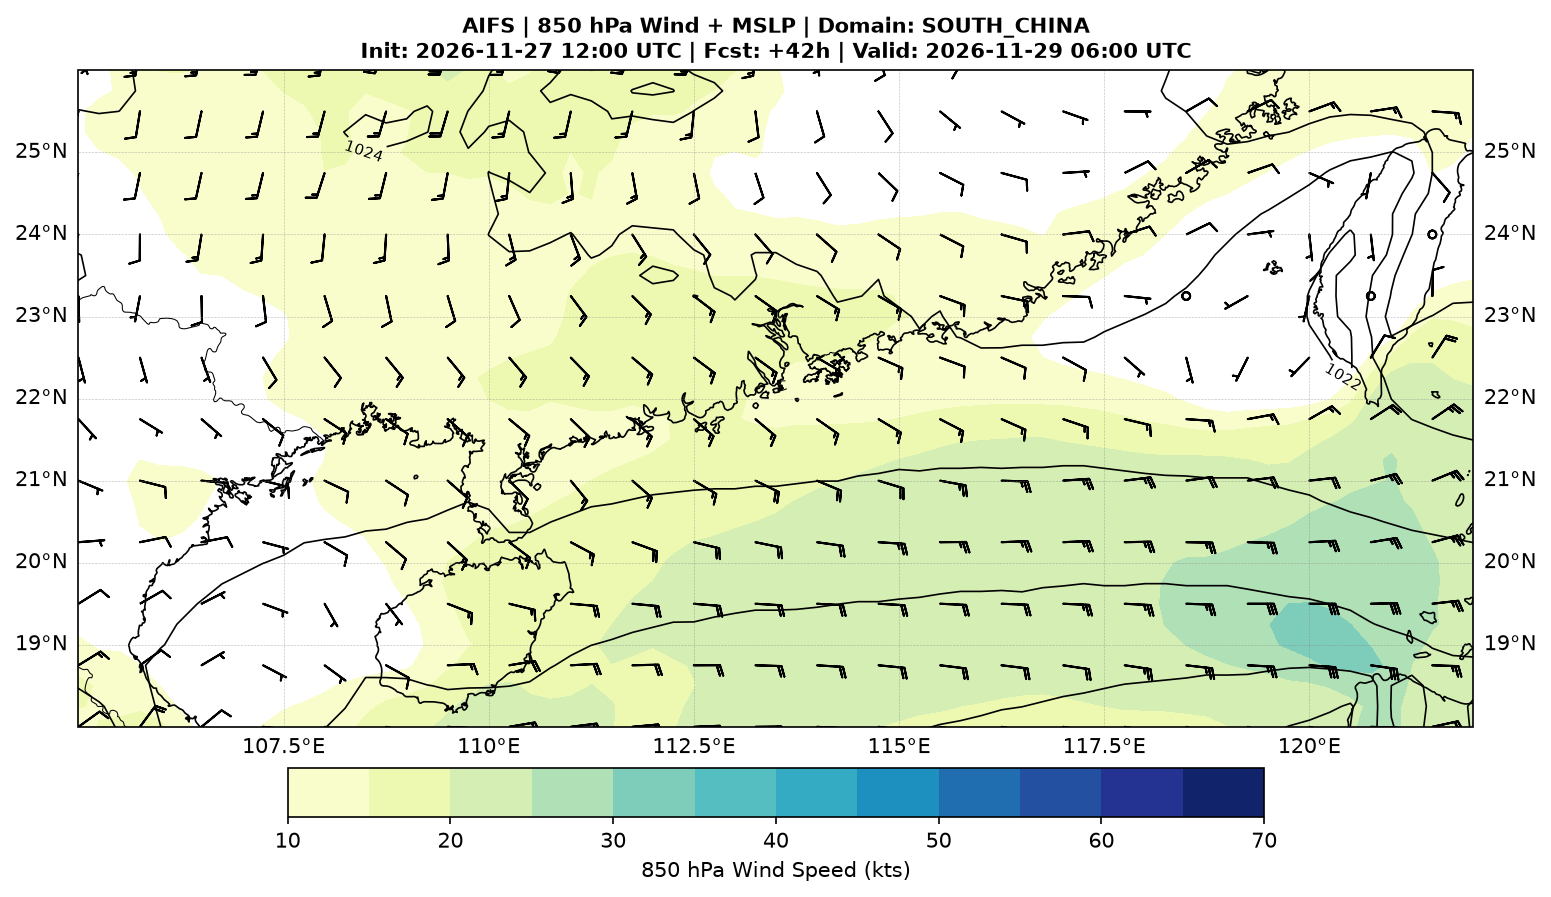 AIFS | 850 hPa Wind + MSLP | Domain: SOUTH_CHINA
Init: 2026-11-27 12:00 UTC | Fcst: +42h | Valid: 2026-11-29 06:00 UTC
1024
1022
25°N
24°N
23°N
22°N
21°N
20°N
19°N
25°N
24°N
23°N
22°N
21°N
20°N
19°N
107.5°E 110°E 112.5°E 115°E 117.5°E 120°E
10 20 30 40 50 60 70
850 hPa Wind Speed (kts)